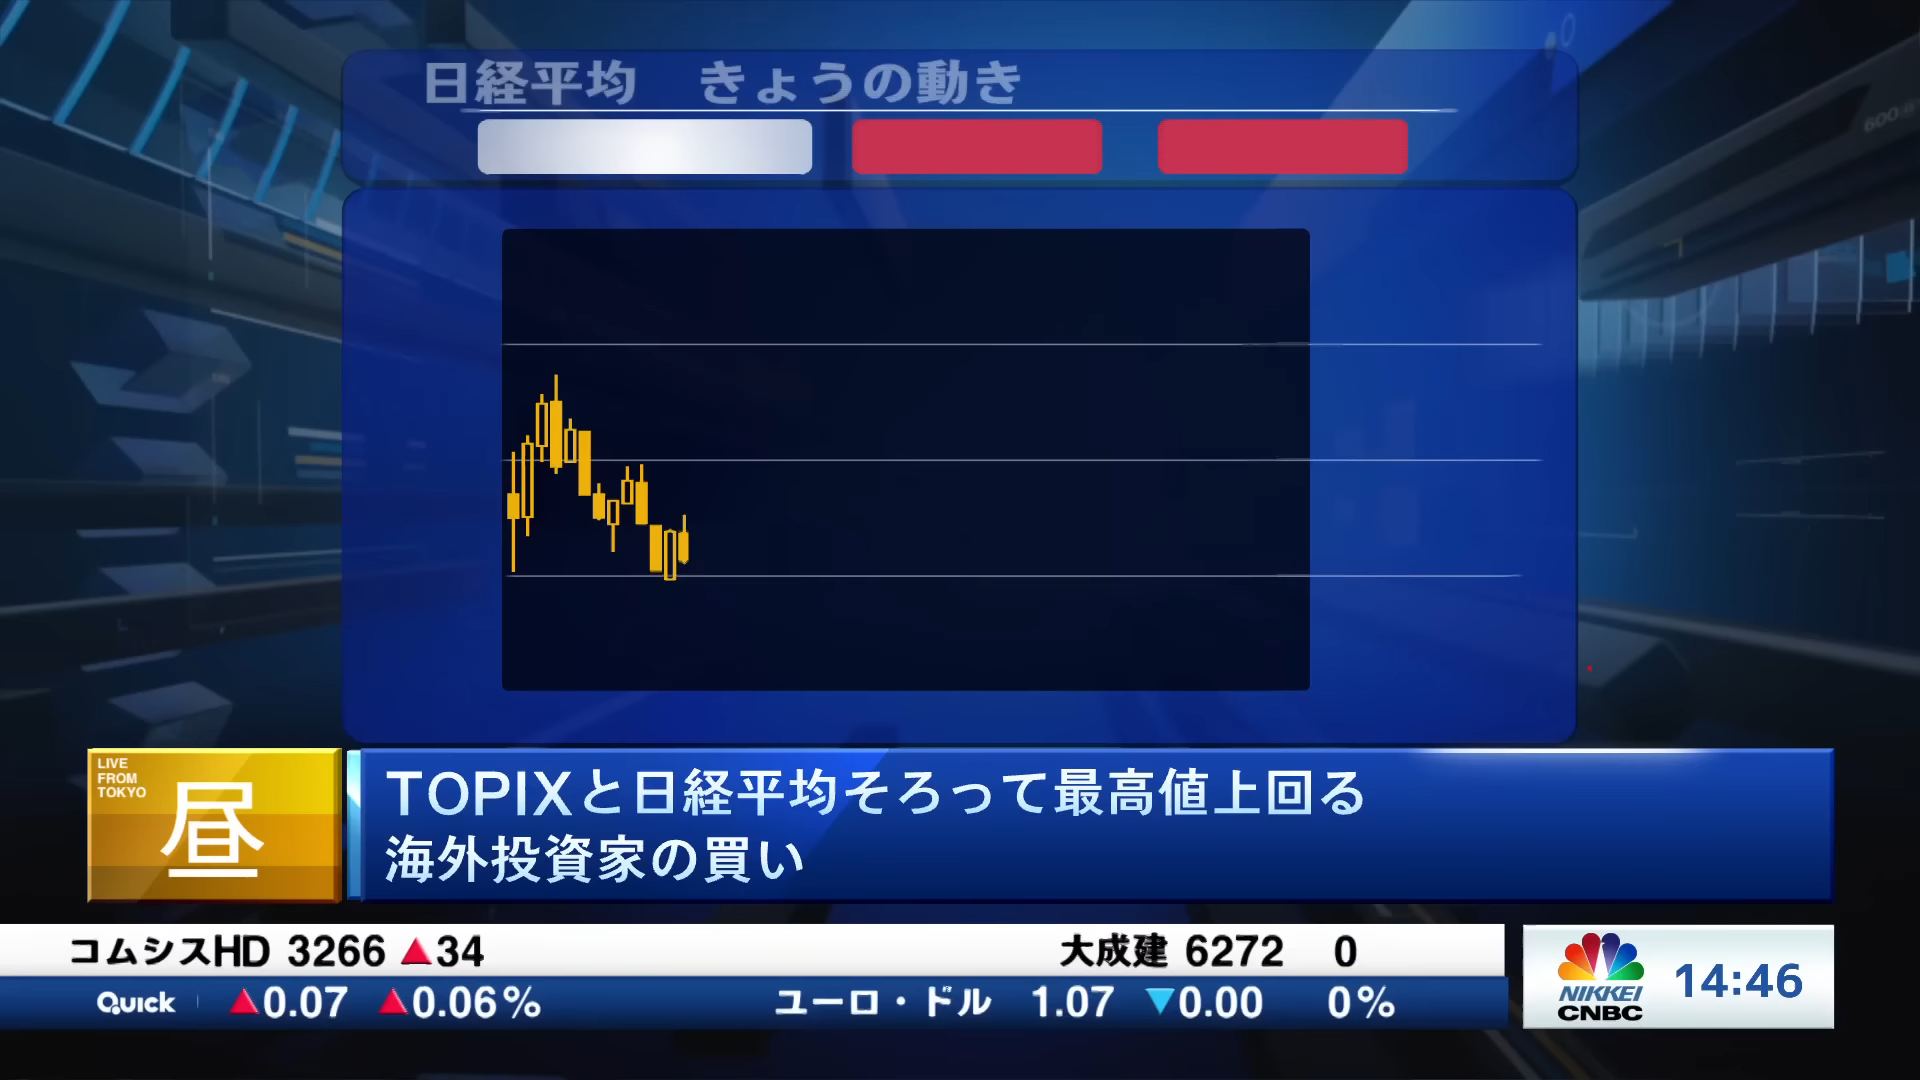 日経平均 きょうの動き
LIVE
FROM
TOKYO
昼
TOPIXと日経平均そろって最高値上回る
海外投資家の買い
コムシスHD 3266 ▲34 大成建 6272 0
QUICK ▲0.07 ▲0.06% ユーロ・ドル 1.07 ▼0.00 0%
NIKKEI
CNBC
14:46